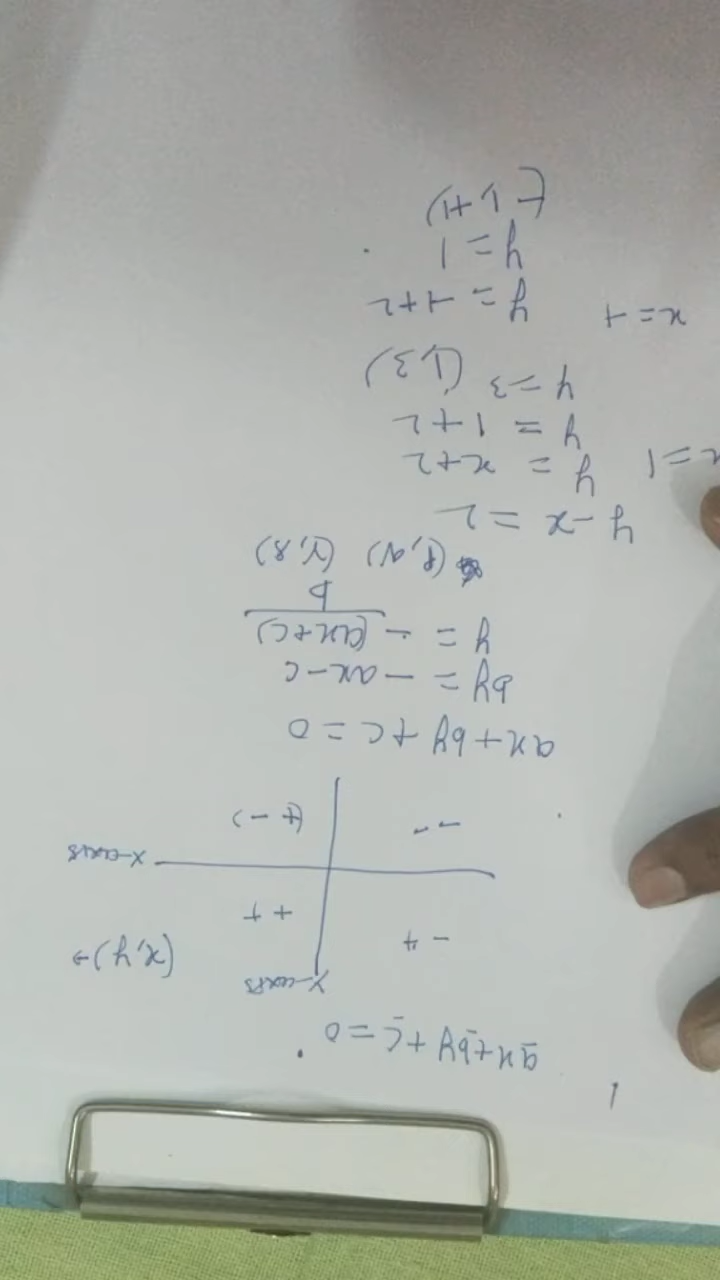 ax+by+c=0
Y-axis
(x,y)→
- +
+ +
X-axis
- -
(+ -)
ax+by+c=0
by = -ax-c
y = -(ax+c)
b
(P,Q) (Y,8)
y-x=2
x=1 y = x+2
y = 1+2
y=3 (1,3)
x=-1 y = -1+2
y = 1
(-1,+1)